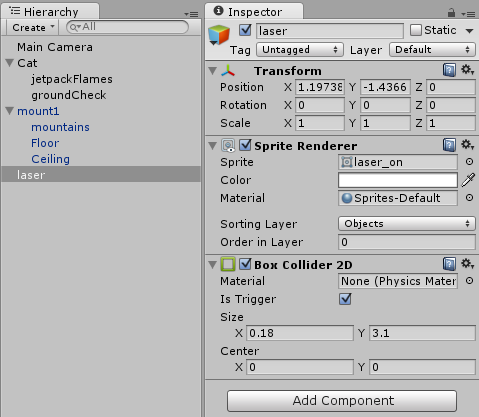 Hierarchy
Create All
Main Camera
Cat
jetpackFlames
groundCheck
mount1
mountains
Floor
Ceiling
laser
Inspector
laser Static
Tag Untagged Layer Default
Transform
Position X 1.19738 Y -1.4366 Z 0
Rotation X 0 Y 0 Z 0
Scale X 1 Y 1 Z 1
Sprite Renderer
Sprite laser_on
Color
Material Sprites-Default
Sorting Layer Objects
Order in Layer 0
Box Collider 2D
Material None (Physics Mater
Is Trigger
Size
X 0.18 Y 3.1
Center
X 0 Y 0
Add Component